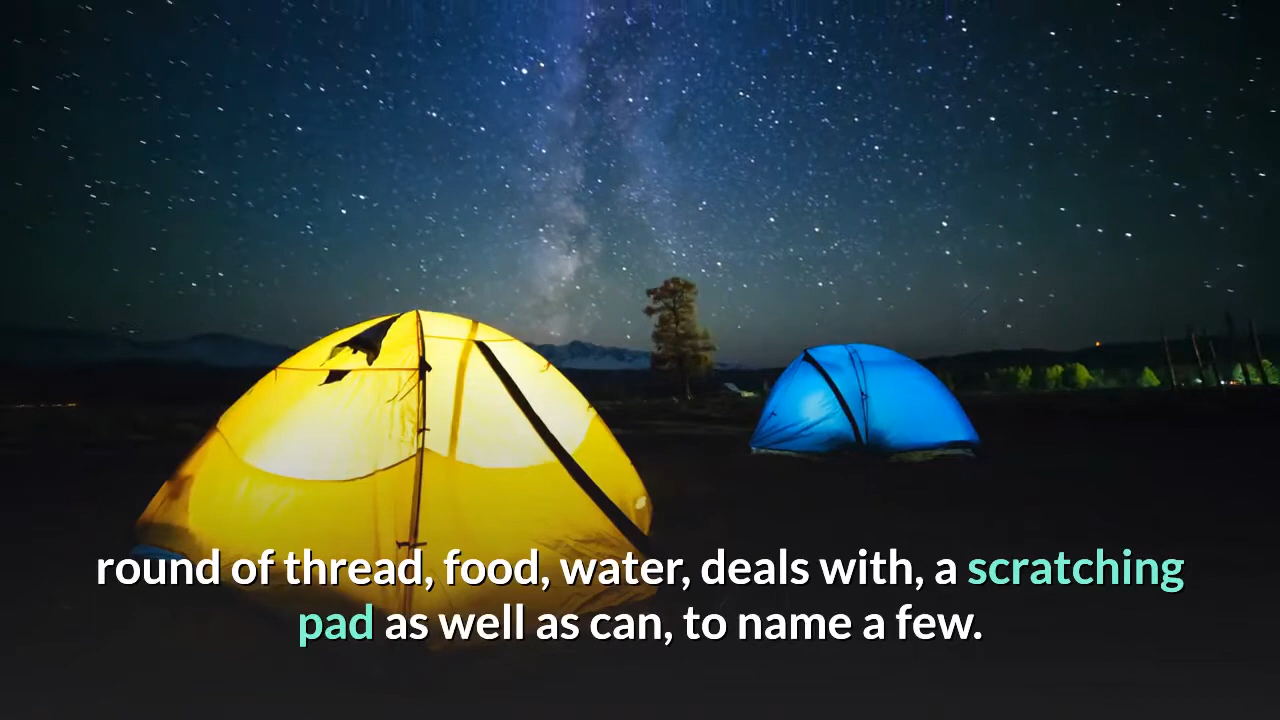 round of thread, food, water, deals with, a scratching
pad as well as can, to name a few.